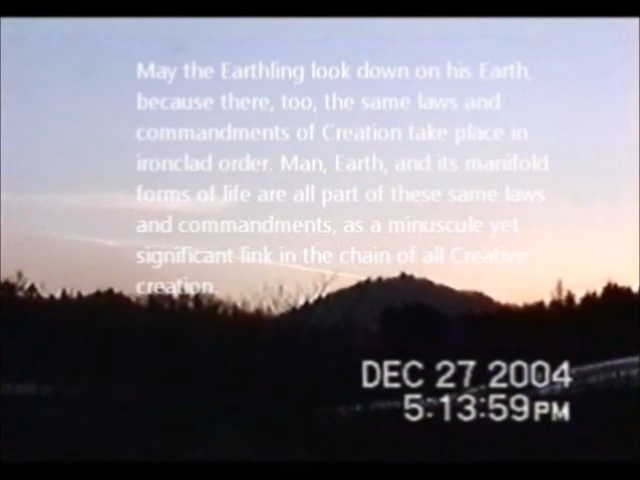 May the Earthling look down on his Earth,
because there, too, the same laws and
commandments of Creation take place in
ironclad order. Man, Earth, and its manifold
forms of life are all part of these same laws
and commandments, as a minuscule yet
significant link in the chain of all Creative
creation.
DEC 27 2004
5:13:59PM